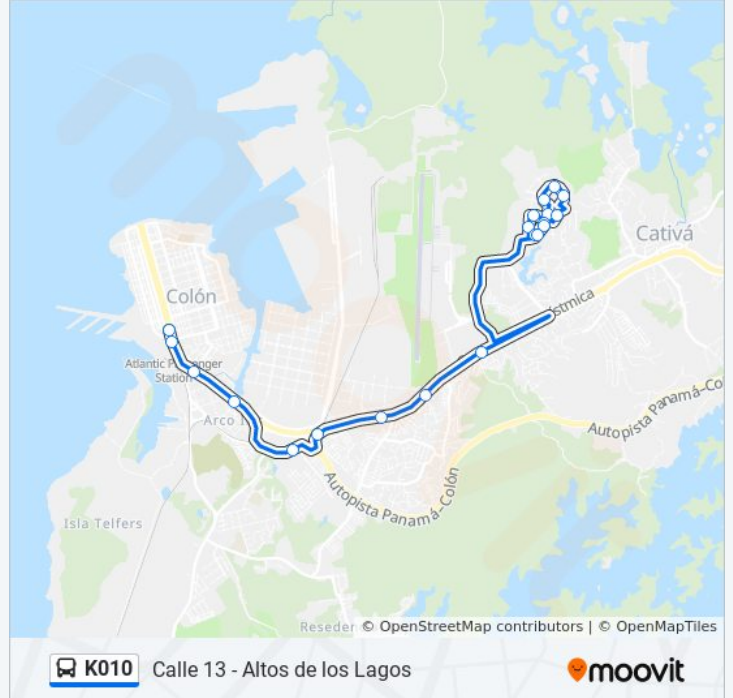 Cativá
Colón
ístmica
Atlantic Passenger
Station
Arco I
Autopista Panamá-Co
Autopista Panamá-Colón
Isla Telfers
Reseder
© OpenStreetMap contributors | © OpenMapTiles
K010 Calle 13 - Altos de los Lagos
moovit